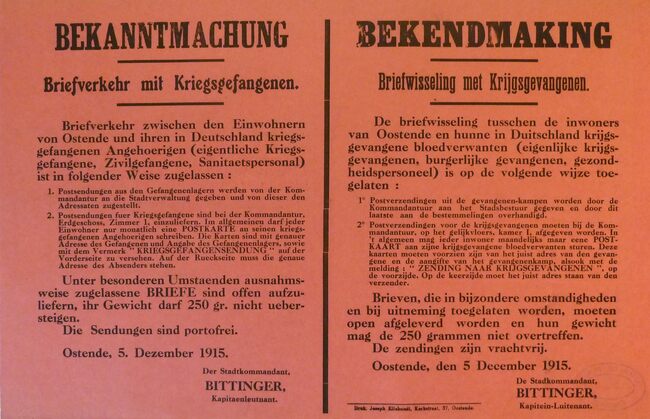 BEKANNTMACHUNG
Briefverkehr mit Kriegsgefangenen.
Briefverkehr zwischen den Einwohnern
von Ostende und ihren in Deutschland kriegs-
gefangenen Angehoerigen (eigentliche Kriegs-
gefangene, Zivilgefangene, Sanitaetspersonal)
ist in folgender Weise zugelassen :
1. Postsendungen aus den Gefangenenlagern werden von der Kom-
mandantur an die Stadtverwaltung gegeben und von dieser den
Adressaten zugestellt.
2. Postsendungen fuer Kriegsgefangene sind bei der Kommandantur,
Erdgeschoss, Zimmer 1, einzuliefern. Im allgemeinen darf jeder
Einwohner nur monatlich eine POSTKARTE an seinen kriegs-
gefangenen Angehoerigen schreiben. Die Karten sind mit genauer
Adresse des Gefangenen und Angabe des Gefangenenlagers, sowie
mit dem Vermerk " KRIEGSGEFANGENSENDUNG " auf der
Vorderseite zu versehen. Auf der Rueckseite muss die genaue
Adresse des Absenders stehen.
Unter besonderen Umstaenden ausnahms-
weise zugelassene BRIEFE sind offen aufzu-
liefern, ihr Gewicht darf 250 gr. nicht ueber-
steigen.
Die Sendungen sind portofrei.
Ostende, 5. Dezember 1915.
Der Stadtkommandant,
BITTINGER,
Kapitaenleutnant.
BEKENDMAKING
Briefwisseling met Krijgsgevangenen.
De briefwisseling tusschen de inwoners
van Oostende en hunne in Duitschland krijgs-
gevangene bloedverwanten (eigenlijke krijgs-
gevangenen, burgerlijke gevangenen, gezond-
heidspersoneel) is op de volgende wijze toe-
gelaten :
1° Postverzendingen uit de gevangenen-kampen worden door de
Kommandantuur aan het Stadsbestuur gegeven en door dit
laatste aan de bestemmelingen overhandigd.
2° Postverzendingen voor de krijgsgevangenen moeten bij de Kom-
mandantuur, op het gelijkvloers, kamer 1, afgegeven worden. In
't algemeen mag ieder inwoner maandelijks maar eene POST-
KAART aan zijne krijgsgevangene bloedverwanten sturen. Deze
kaarten moeten voorzien zijn van het juist adres van den gevan-
gene en de aangifte van het gevangenenkamp, alsook met de
melding : " ZENDING NAAR KRIJGSGEVANGENEN ", op
de voorzijde. Op de keerzijde moet het juist adres staan van den
verzender.
Brieven, die in bijzondere omstandigheden
en bij uitneming toegelaten worden, moeten
open afgeleverd worden en hun gewicht
mag de 250 grammen niet overtreffen.
De zendingen zijn vrachtvrij.
Oostende, den 5 December 1915.
De Stadskommandant,
BITTINGER,
Kapitein-Luitenant.
Druk. Joseph Elleboudt, Kerkstraat, 37, Oostende.